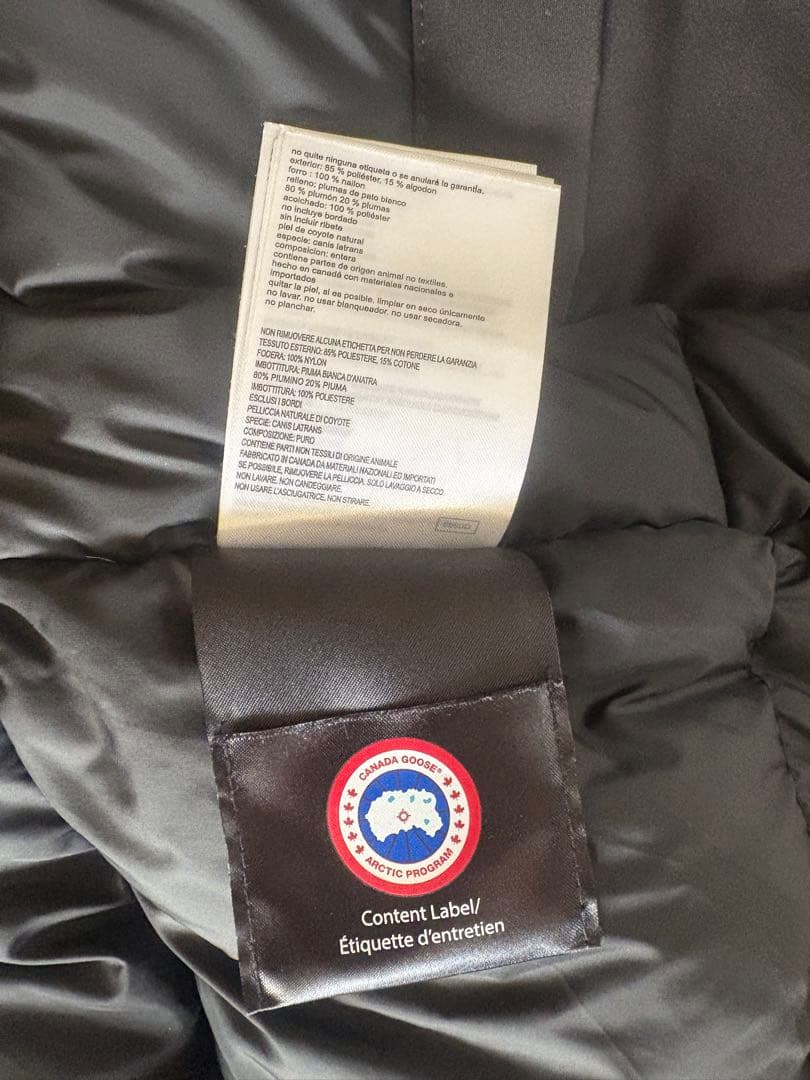 no quite ninguna etiqueta o se anulará la garantía.
exterior: 85 % poliéster, 15 % algodon
forro : 100 % nailon
relleno: plumas de pato blanco
80 % plumón 20 % plumas
acolchado: 100 % poliéster
no incluye bordado
sin incluir ribete
piel de coyote natural
especie: canis latrans
composicion: entera
contiene partes de origen animal no textiles.
hecho en canadá con materiales nacionales e
importados
quitar la piel, si es posible. limpiar en seco únicamente
no lavar. no usar blanqueador. no usar secadora.
no planchar.
NON RIMUOVERE ALCUNA ETICHETTA PER NON PERDERE LA GARANZIA
TESSUTO ESTERNO: 85% POLIESTERE, 15% COTONE
FODERA: 100% NYLON
IMBOTTITURA: PIUMA BIANCA D'ANATRA
80% PIUMINO 20% PIUMA
IMBOTTITURA: 100% POLIESTERE
ESCLUSI I BORDI
PELLICCIA NATURALE DI COYOTE
SPECIE: CANIS LATRANS
COMPOSIZIONE: PURO
CONTIENE PARTI NON TESSILI DI ORIGINE ANIMALE
FABBRICATO IN CANADA DA MATERIALI NAZIONALI ED IMPORTATI
SE POSSIBILE, RIMUOVERE LA PELLICCIA. SOLO LAVAGGIO A SECCO
NON LAVARE. NON CANDEGGIARE.
NON USARE L'ASCIUGATRICE. NON STIRARE.
CANADA GOOSE®
ARCTIC PROGRAM
Content Label/
Étiquette d'entretien